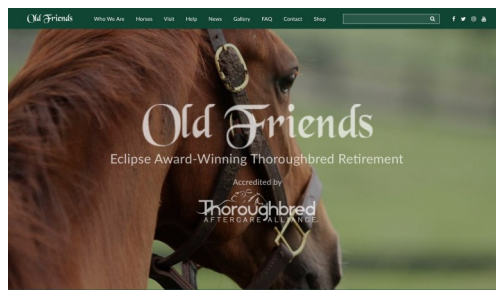 Old Friends
Who We Are Horses Visit Help News Gallery FAQ Contact Shop
Old Friends
Eclipse Award-Winning Thoroughbred Retirement
Accredited by
Thoroughbred
AFTERCARE ALLIANCE